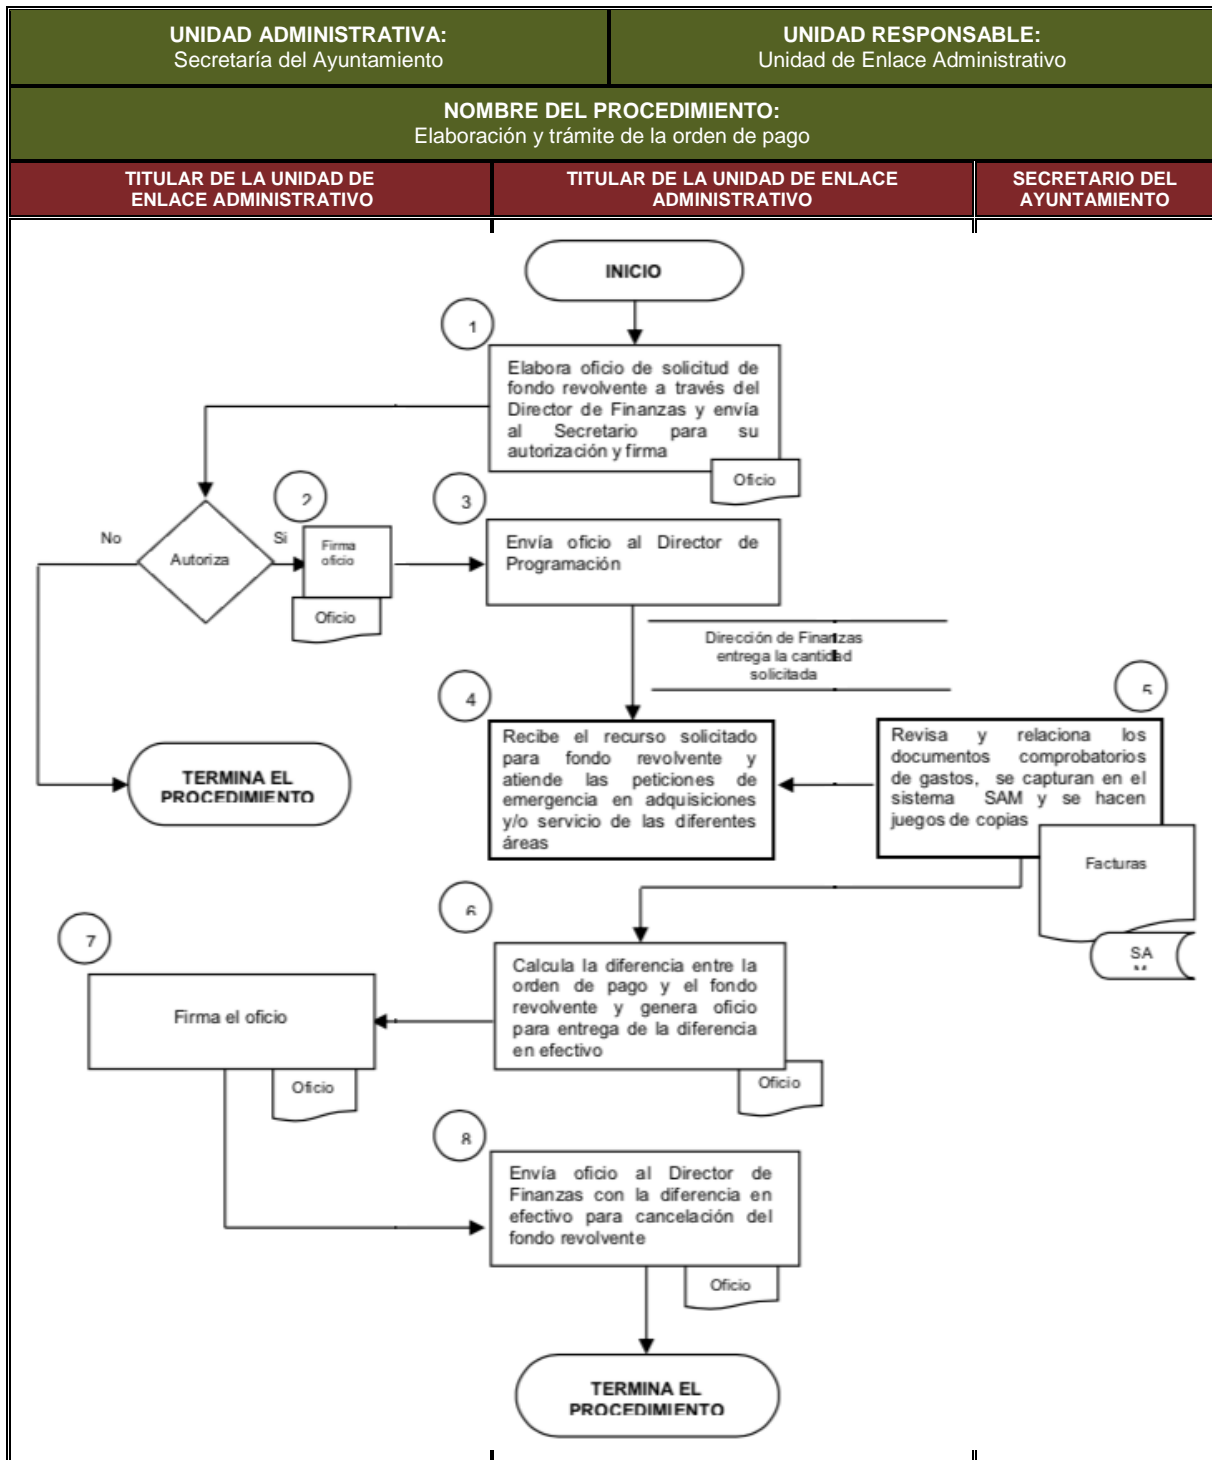 UNIDAD ADMINISTRATIVA:
Secretaría del Ayuntamiento
UNIDAD RESPONSABLE:
Unidad de Enlace Administrativo
NOMBRE DEL PROCEDIMIENTO:
Elaboración y trámite de la orden de pago
TITULAR DE LA UNIDAD DE
ENLACE ADMINISTRATIVO
TITULAR DE LA UNIDAD DE ENLACE
ADMINISTRATIVO
SECRETARIO DEL
AYUNTAMIENTO
INICIO
1
Elabora oficio de solicitud de
fondo revolvente a través del
Director de Finanzas y envía
al Secretario para su
autorización y firma
Oficio
No
Autoriza
Si
2
Firma
oficio
Oficio
3
Envía oficio al Director de
Programación
Dirección de Finanzas
entrega la cantidad
solicitada
4
Recibe el recurso solicitado
para fondo revolvente y
atiende las peticiones de
emergencia en adquisiciones
y/o servicio de las diferentes
áreas
5
Revisa y relaciona los
documentos comprobatorios
de gastos, se capturan en el
sistema SAM y se hacen
juegos de copias
Facturas
SA
M
TERMINA EL
PROCEDIMIENTO
6
Calcula la diferencia entre la
orden de pago y el fondo
revolvente y genera oficio
para entrega de la diferencia
en efectivo
Oficio
7
Firma el oficio
Oficio
8
Envía oficio al Director de
Finanzas con la diferencia en
efectivo para cancelación del
fondo revolvente
Oficio
TERMINA EL
PROCEDIMIENTO